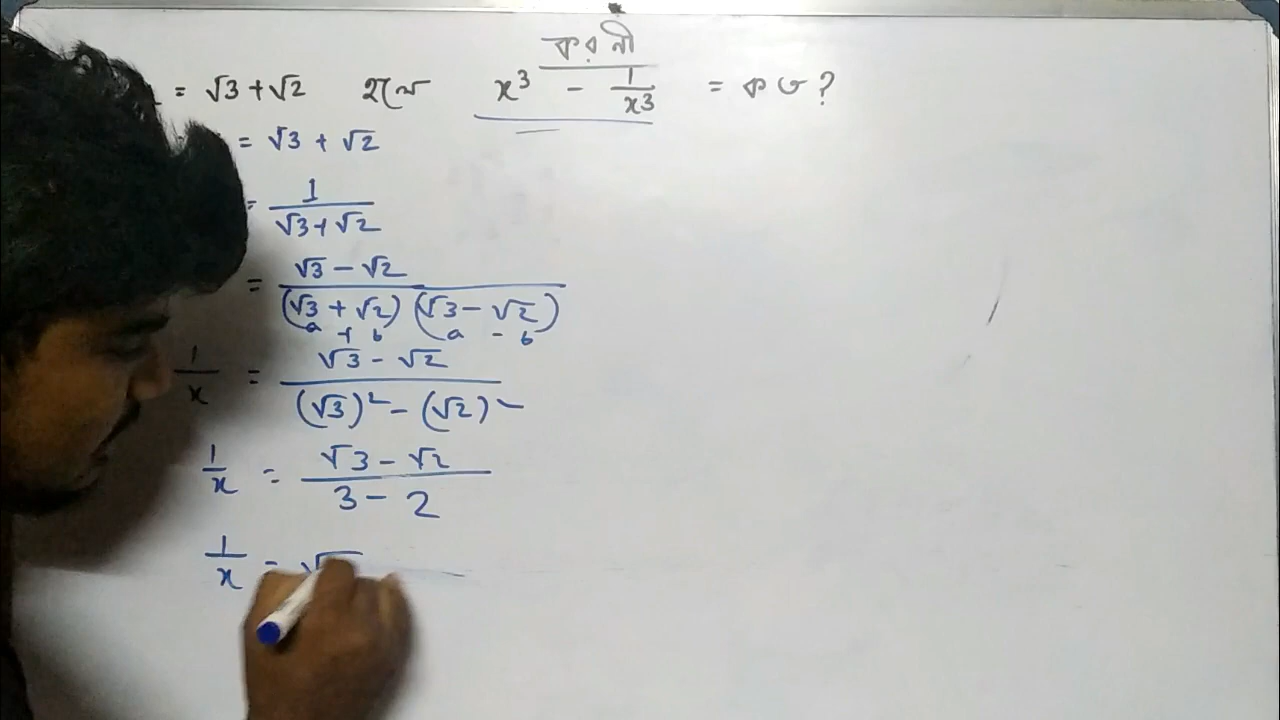 করণী
= √3 + √2 হলে x³ - 1/x³ = কত?
= √3 + √2
= 1/(√3 + √2)
= (√3 - √2)/((√3 + √2)(√3 - √2))
a + b a - b
1/x = (√3 - √2)/((√3)² - (√2)²)
1/x = (√3 - √2)/(3 - 2)
1/x = √